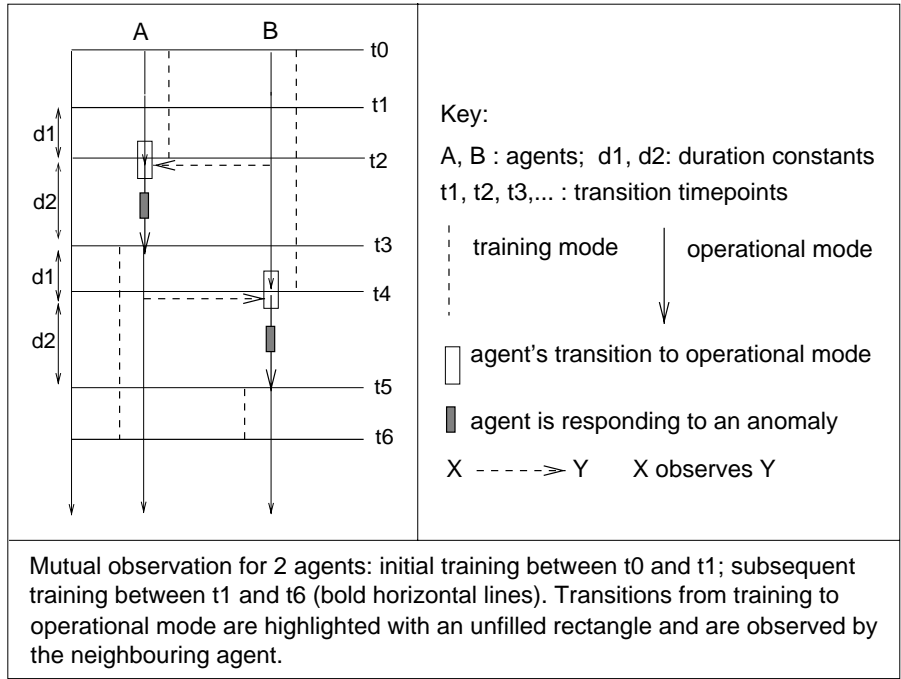 A B
t0
t1
d1
t2
d2
t3
d1
t4
d2
t5
t6
Key:
A, B : agents; d1, d2: duration constants
t1, t2, t3,... : transition timepoints
training mode operational mode
agent's transition to operational mode
agent is responding to an anomaly
X Y X observes Y
Mutual observation for 2 agents: initial training between t0 and t1; subsequent
training between t1 and t6 (bold horizontal lines). Transitions from training to
operational mode are highlighted with an unfilled rectangle and are observed by
the neighbouring agent.